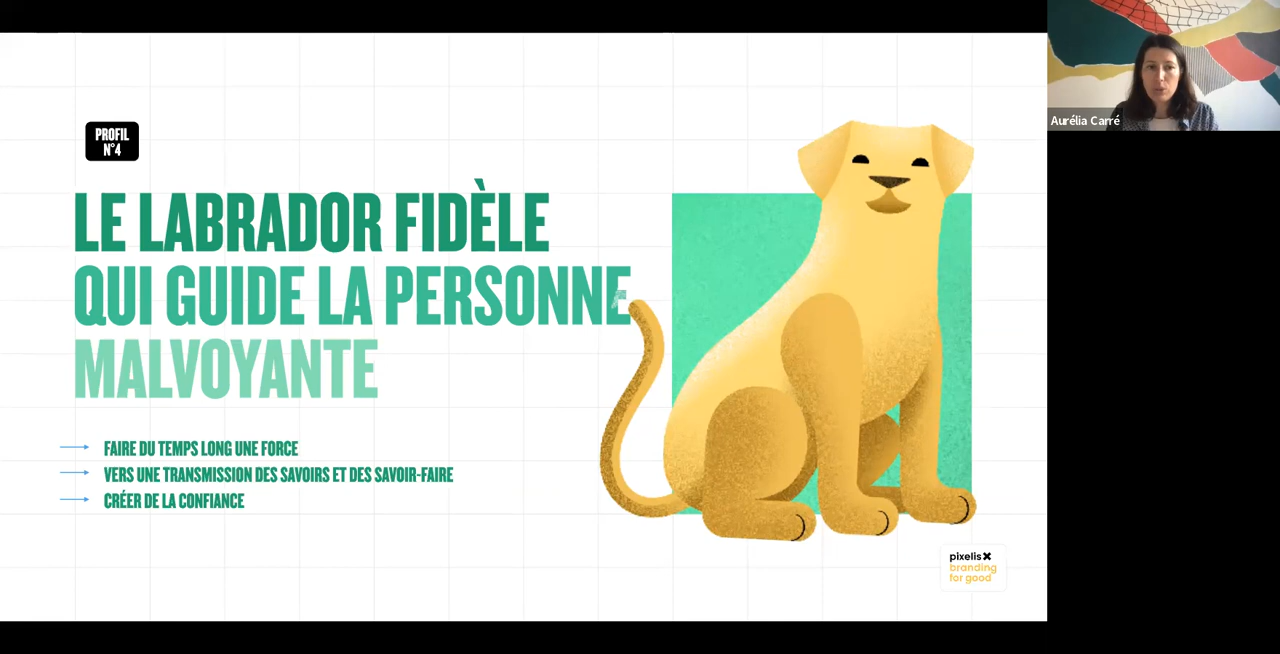 PROFIL
N°4
LE LABRADOR FIDÈLE
QUI GUIDE LA PERSONNE
MALVOYANTE
FAIRE DU TEMPS LONG UNE FORCE
VERS UNE TRANSMISSION DES SAVOIRS ET DES SAVOIR-FAIRE
CRÉER DE LA CONFIANCE
pixelis
branding
for good
Aurélia Carré